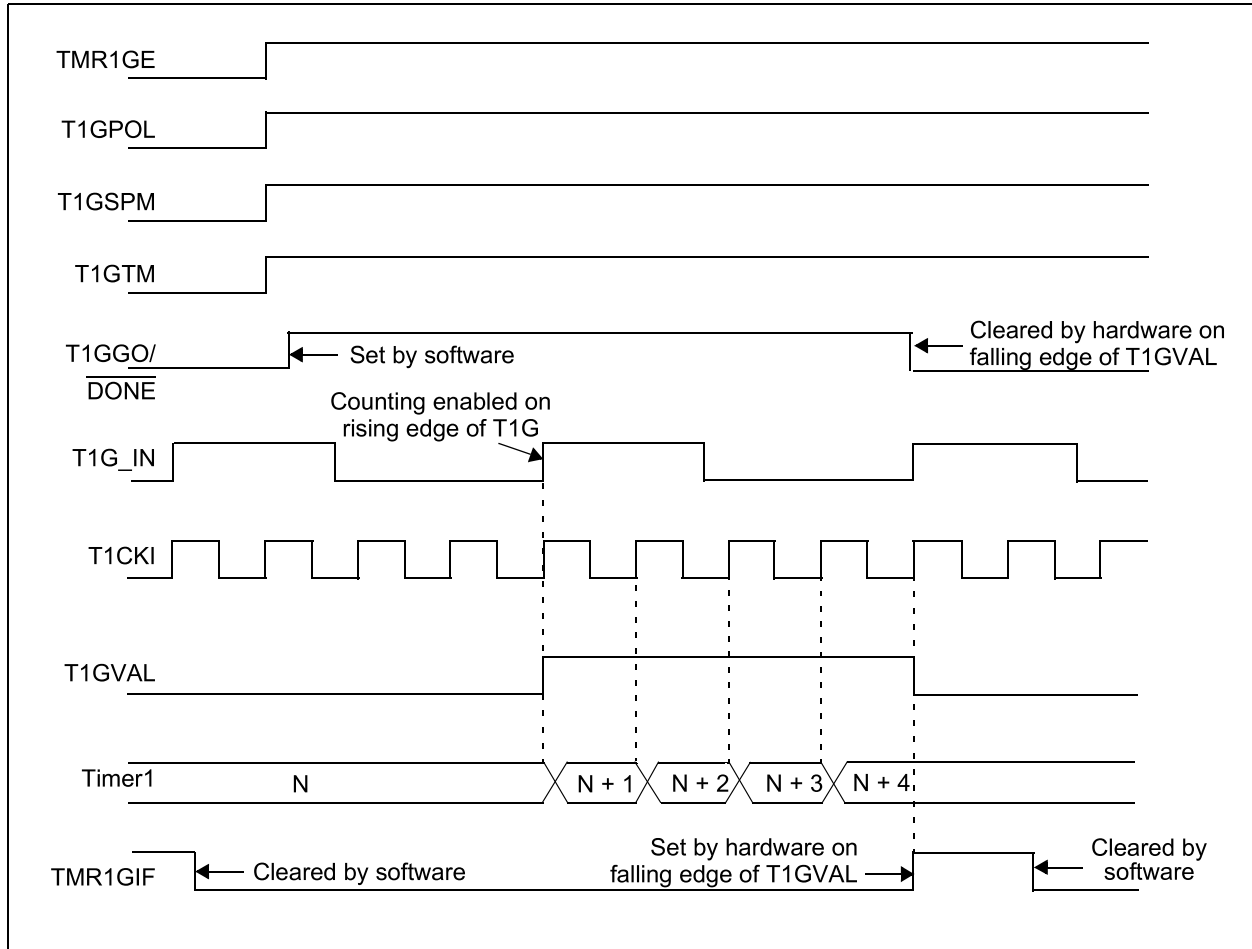 TMR1GE
T1GPOL
T1GSPM
T1GTM
T1GGO/
DONE
Set by software
Cleared by hardware on
falling edge of T1GVAL
Counting enabled on
rising edge of T1G
T1G_IN
T1CKI
T1GVAL
Timer1
N
N + 1
N + 2
N + 3
N + 4
TMR1GIF
Cleared by software
Set by hardware on
falling edge of T1GVAL
Cleared by
software